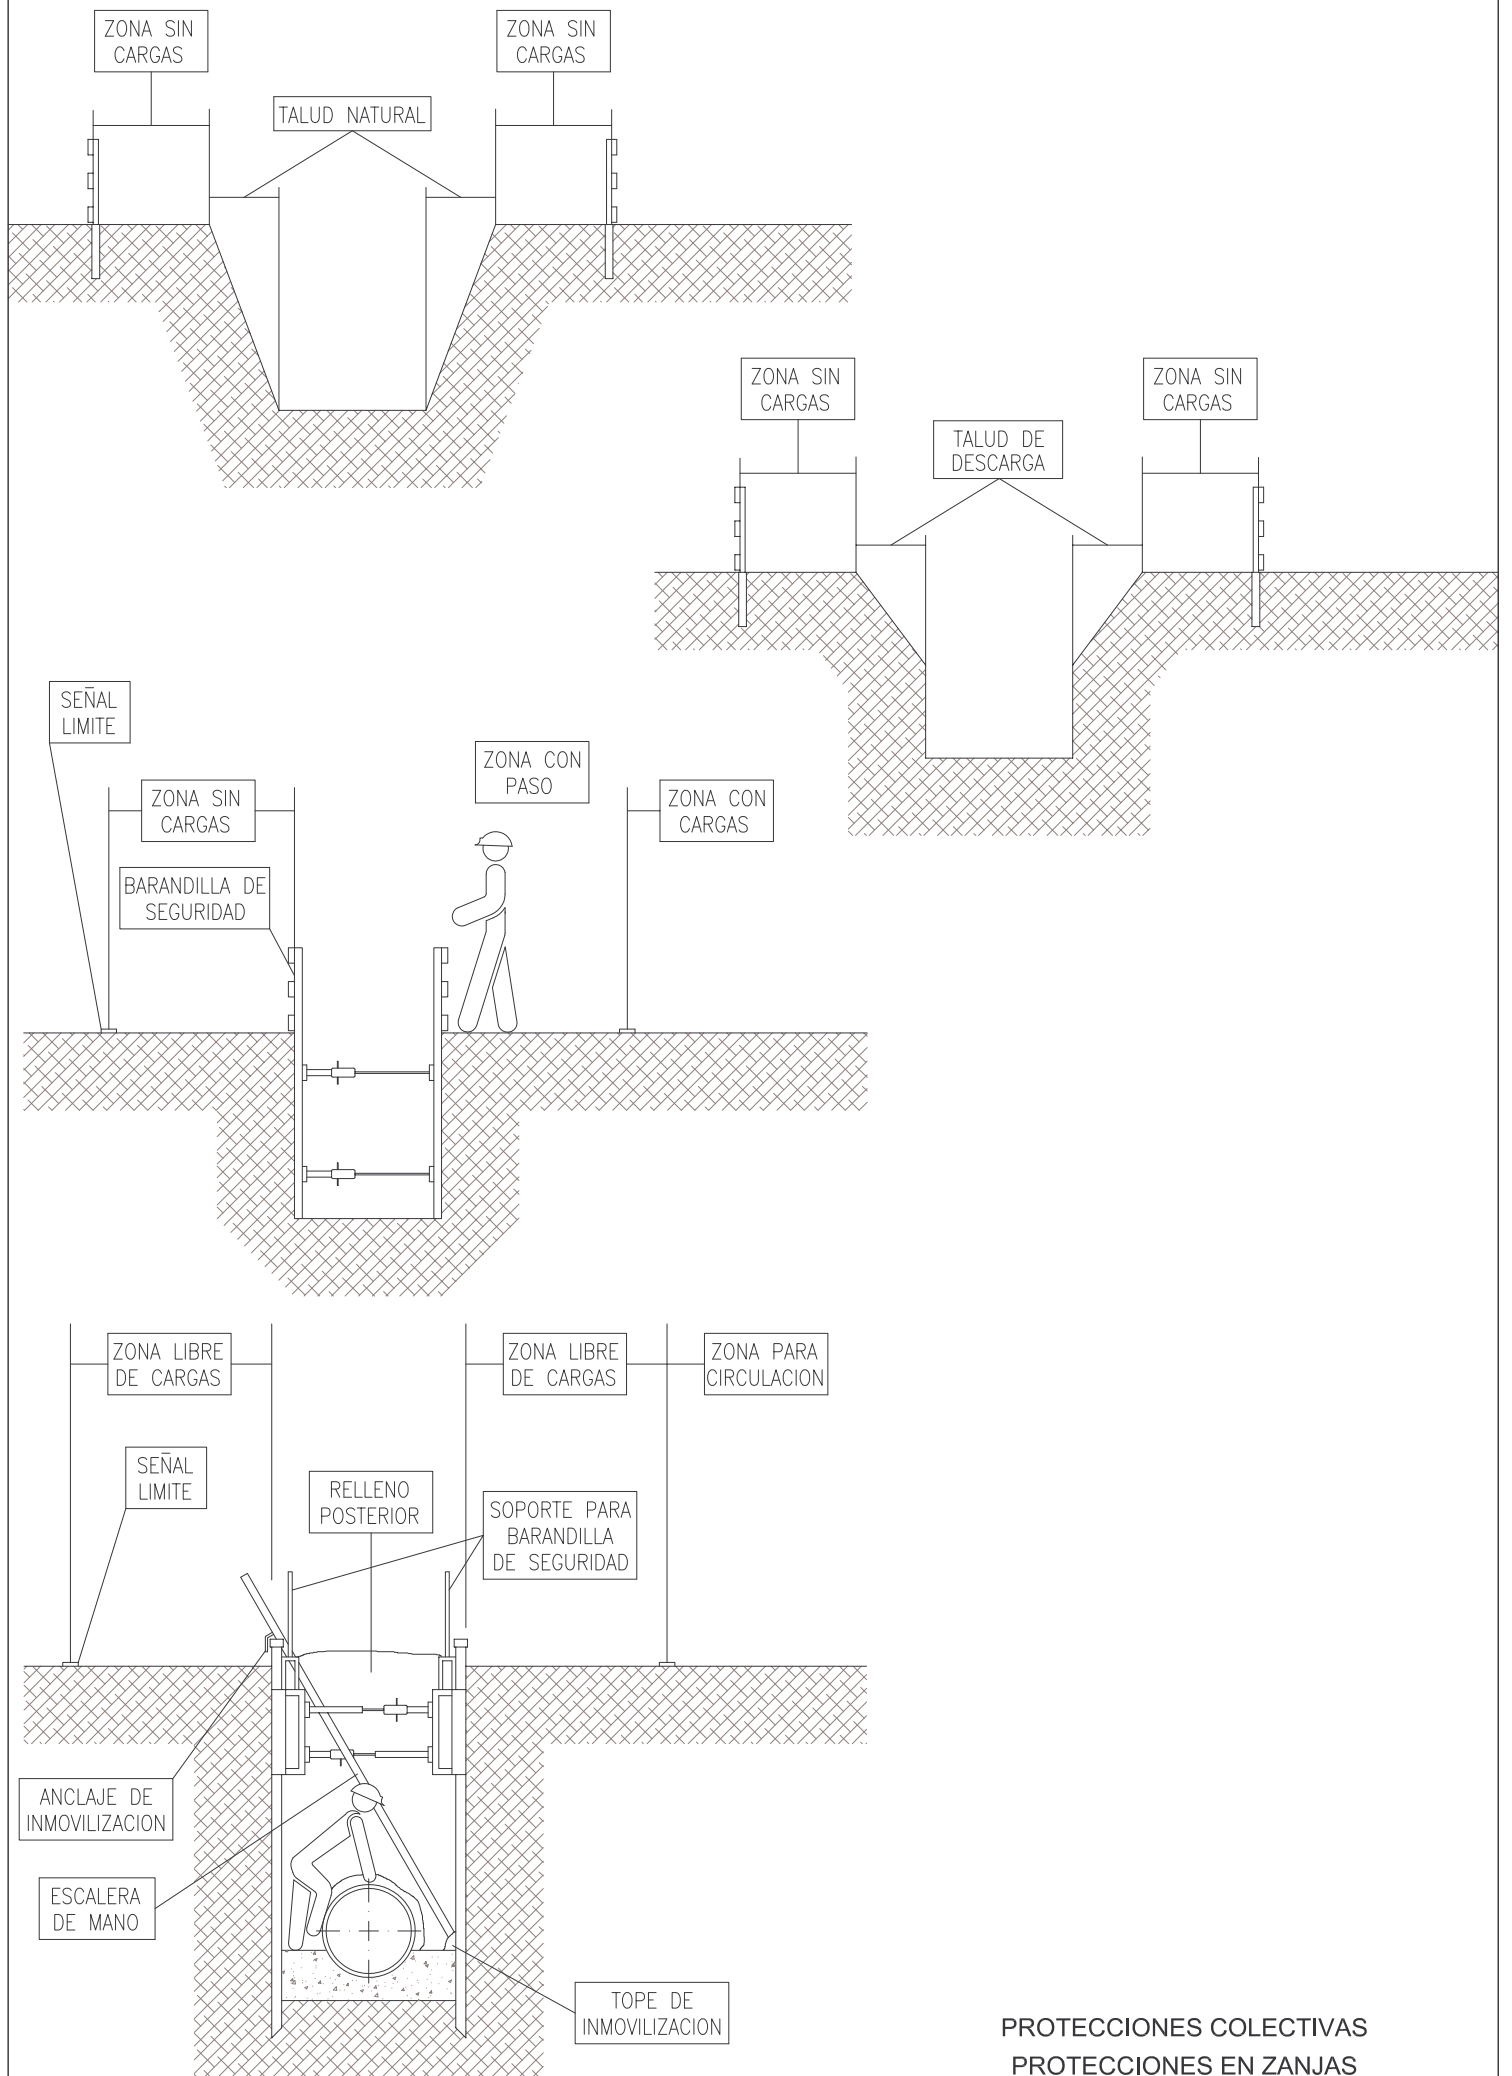 ZONA SIN
CARGAS
ZONA SIN
CARGAS
TALUD NATURAL
ZONA SIN
CARGAS
ZONA SIN
CARGAS
TALUD DE
DESCARGA
SEÑAL
LIMITE
ZONA SIN
CARGAS
ZONA CON
PASO
ZONA CON
CARGAS
BARANDILLA DE
SEGURIDAD
ZONA LIBRE
DE CARGAS
ZONA LIBRE
DE CARGAS
ZONA PARA
CIRCULACION
SEÑAL
LIMITE
RELLENO
POSTERIOR
SOPORTE PARA
BARANDILLA
DE SEGURIDAD
ANCLAJE DE
INMOVILIZACION
ESCALERA
DE MANO
TOPE DE
INMOVILIZACION
PROTECCIONES COLECTIVAS
PROTECCIONES EN ZANJAS